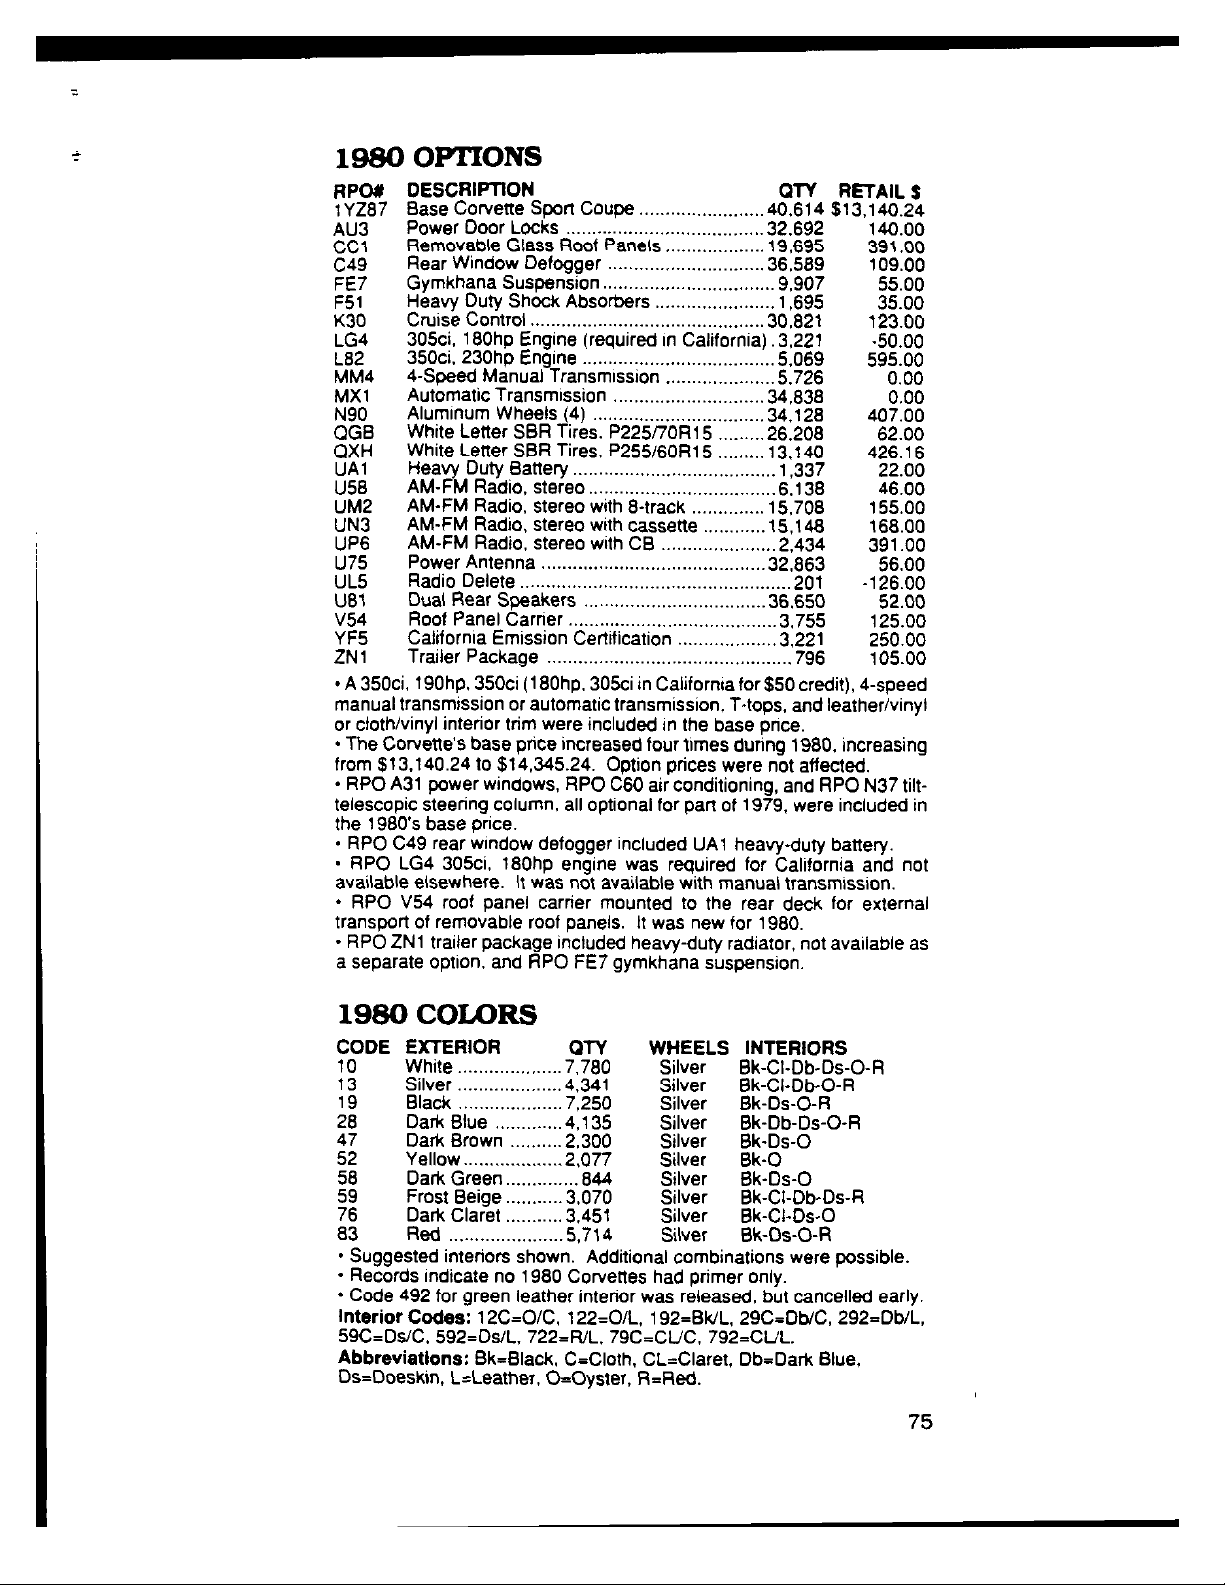 1980 OPTIONS
RPO# DESCRIPTION QTY RETAIL $
1YZ87 Base Corvette Sport Coupe ........................ 40,614 $13,140.24
AU3 Power Door Locks ...................................... 32,692 140.00
CC1 Removable Glass Roof Panels ................... 19,695 391.00
C49 Rear Window Defogger .............................. 36,589 109.00
FE7 Gymkhana Suspension ................................. 9,907 55.00
F51 Heavy Duty Shock Absorbers ....................... 1,695 35.00
K30 Cruise Control ............................................. 30,821 123.00
LG4 305ci, 180hp Engine (required in California) . 3,221 -50.00
L82 350ci, 230hp Engine ..................................... 5,069 595.00
MM4 4-Speed Manual Transmission ..................... 5,726 0.00
MX1 Automatic Transmission ............................. 34,838 0.00
N90 Aluminum Wheels (4) ................................. 34,128 407.00
QGB White Letter SBR Tires, P225/70R15 ......... 26,208 62.00
QXH White Letter SBR Tires, P255/60R15 ......... 13,140 426.16
UA1 Heavy Duty Battery ....................................... 1,337 22.00
U58 AM-FM Radio, stereo .................................... 6,138 46.00
UM2 AM-FM Radio, stereo with 8-track .............. 15,708 155.00
UN3 AM-FM Radio, stereo with cassette ............ 15,148 168.00
UP6 AM-FM Radio, stereo with CB ...................... 2,434 391.00
U75 Power Antenna ........................................... 32,863 56.00
UL5 Radio Delete .................................................... 201 -126.00
U81 Dual Rear Speakers ................................... 36,650 52.00
V54 Roof Panel Carrier ........................................ 3,755 125.00
YF5 California Emission Certification ................... 3,221 250.00
ZN1 Trailer Package ............................................... 796 105.00
• A 350ci, 190hp, 350ci (180hp, 305ci in California for $50 credit), 4-speed
manual transmission or automatic transmission, T-tops, and leather/vinyl
or cloth/vinyl interior trim were included in the base price.
• The Corvette's base price increased four times during 1980, increasing
from $13,140.24 to $14,345.24. Option prices were not affected.
• RPO A31 power windows, RPO C60 air conditioning, and RPO N37 tilt-
telescopic steering column, all optional for part of 1979, were included in
the 1980's base price.
• RPO C49 rear window defogger included UA1 heavy-duty battery.
• RPO LG4 305ci, 180hp engine was required for California and not
available elsewhere. It was not available with manual transmission.
• RPO V54 roof panel carrier mounted to the rear deck for external
transport of removable roof panels. It was new for 1980.
• RPO ZN1 trailer package included heavy-duty radiator, not available as
a separate option, and RPO FE7 gymkhana suspension.
1980 COLORS
CODE EXTERIOR QTY WHEELS INTERIORS
10 White .................... 7,780 Silver Bk-Cl-Db-Ds-O-R
13 Silver .................... 4,341 Silver Bk-Cl-Db-O-R
19 Black .................... 7,250 Silver Bk-Ds-O-R
28 Dark Blue ............. 4,135 Silver Bk-Db-Ds-O-R
47 Dark Brown .......... 2,300 Silver Bk-Ds-O
52 Yellow ................... 2,077 Silver Bk-O
58 Dark Green .............. 844 Silver Bk-Ds-O
59 Frost Beige ........... 3,070 Silver Bk-Cl-Db-Ds-R
76 Dark Claret ........... 3,451 Silver Bk-Cl-Ds-O
83 Red ...................... 5,714 Silver Bk-Ds-O-R
• Suggested interiors shown. Additional combinations were possible.
• Records indicate no 1980 Corvettes had primer only.
• Code 492 for green leather interior was released, but cancelled early.
Interior Codes: 12C=O/C, 122=O/L, 192=Bk/L, 29C=Db/C, 292=Db/L,
59C=Ds/C, 592=Ds/L, 722=R/L, 79C=CL/C, 792=CL/L.
Abbreviations: Bk=Black, C=Cloth, CL=Claret, Db=Dark Blue,
Ds=Doeskin, L=Leather, O=Oyster, R=Red.
75